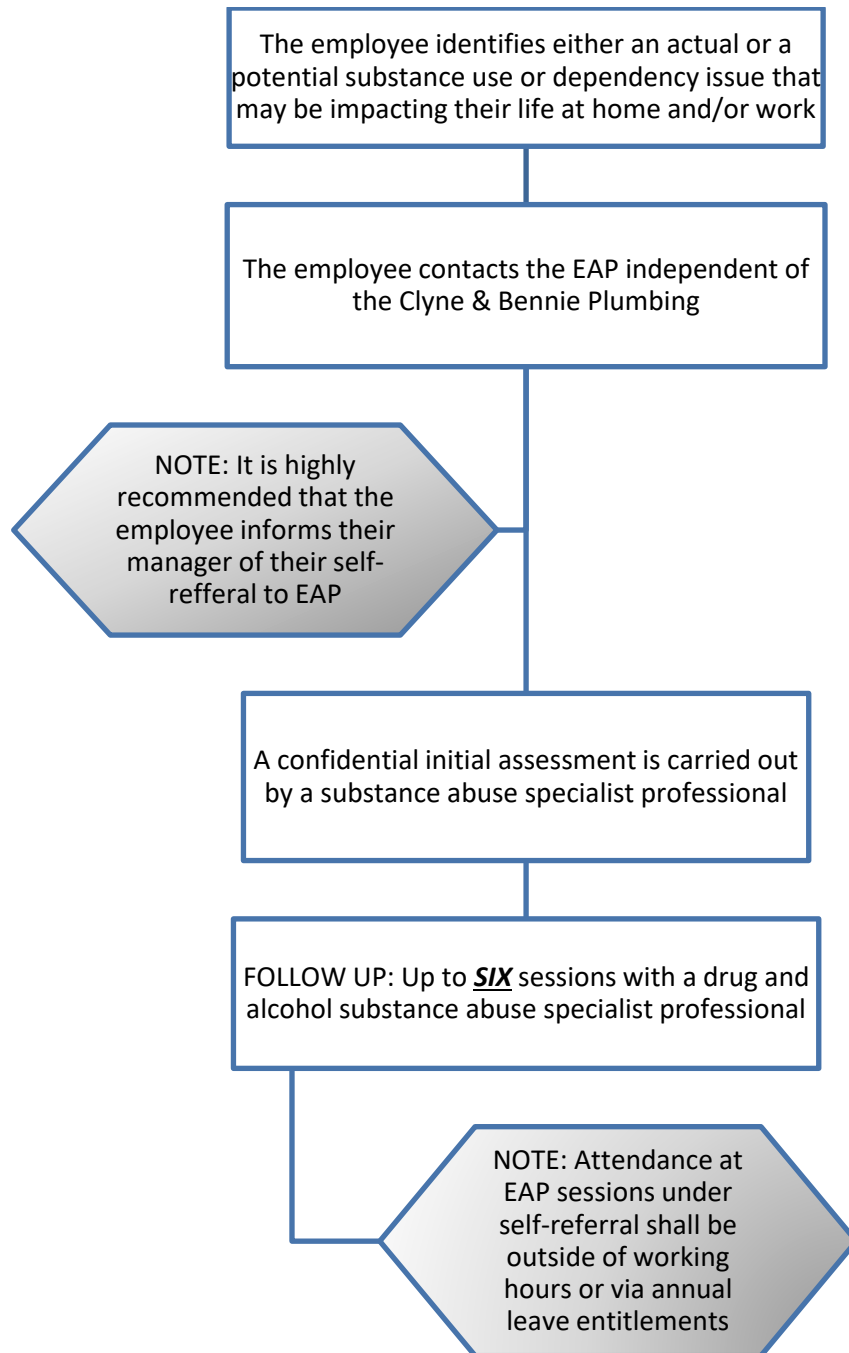 The employee identifies either an actual or a
potential substance use or dependency issue that
may be impacting their life at home and/or work
The employee contacts the EAP independent of
the Clyne & Bennie Plumbing
NOTE: It is highly
recommended that the
employee informs their
manager of their self-
refferal to EAP
A confidential initial assessment is carried out
by a substance abuse specialist professional
FOLLOW UP: Up to SIX sessions with a drug and
alcohol substance abuse specialist professional
NOTE: Attendance at
EAP sessions under
self-referral shall be
outside of working
hours or via annual
leave entitlements